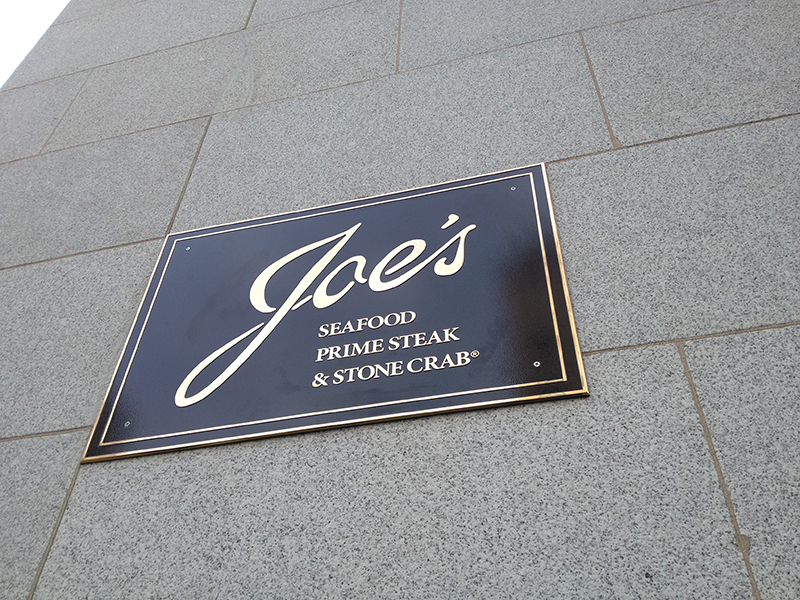 Joe's
SEAFOOD
PRIME STEAK
& STONE CRAB®